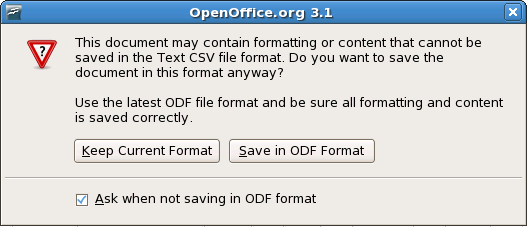 OpenOffice.org 3.1
This document may contain formatting or content that cannot be
saved in the Text CSV file format. Do you want to save the
document in this format anyway?
Use the latest ODF file format and be sure all formatting and content
is saved correctly.
Keep Current Format Save in ODF Format
Ask when not saving in ODF format